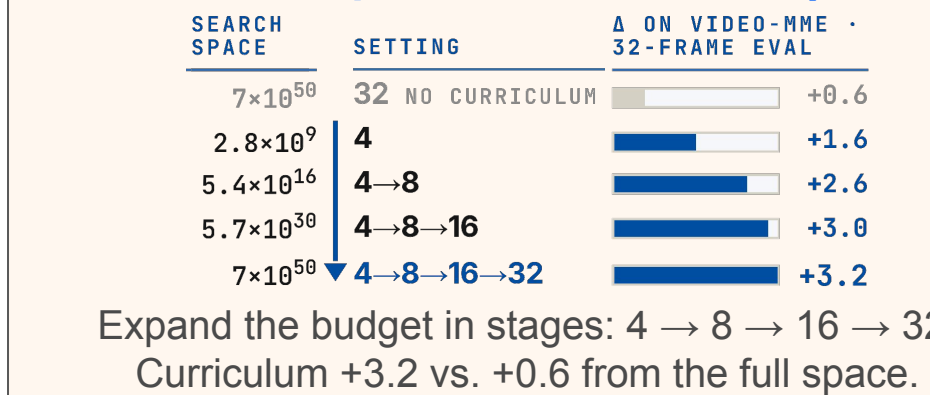 SEARCH SPACE SETTING Δ ON VIDEO-MME · 32-FRAME EVAL
7×10⁵⁰ 32 NO CURRICULUM +0.6
2.8×10⁹ 4 +1.6
5.4×10¹⁶ 4→8 +2.6
5.7×10³⁰ 4→8→16 +3.0
7×10⁵⁰ 4→8→16→32 +3.2
Expand the budget in stages: 4 → 8 → 16 → 32
Curriculum +3.2 vs. +0.6 from the full space.